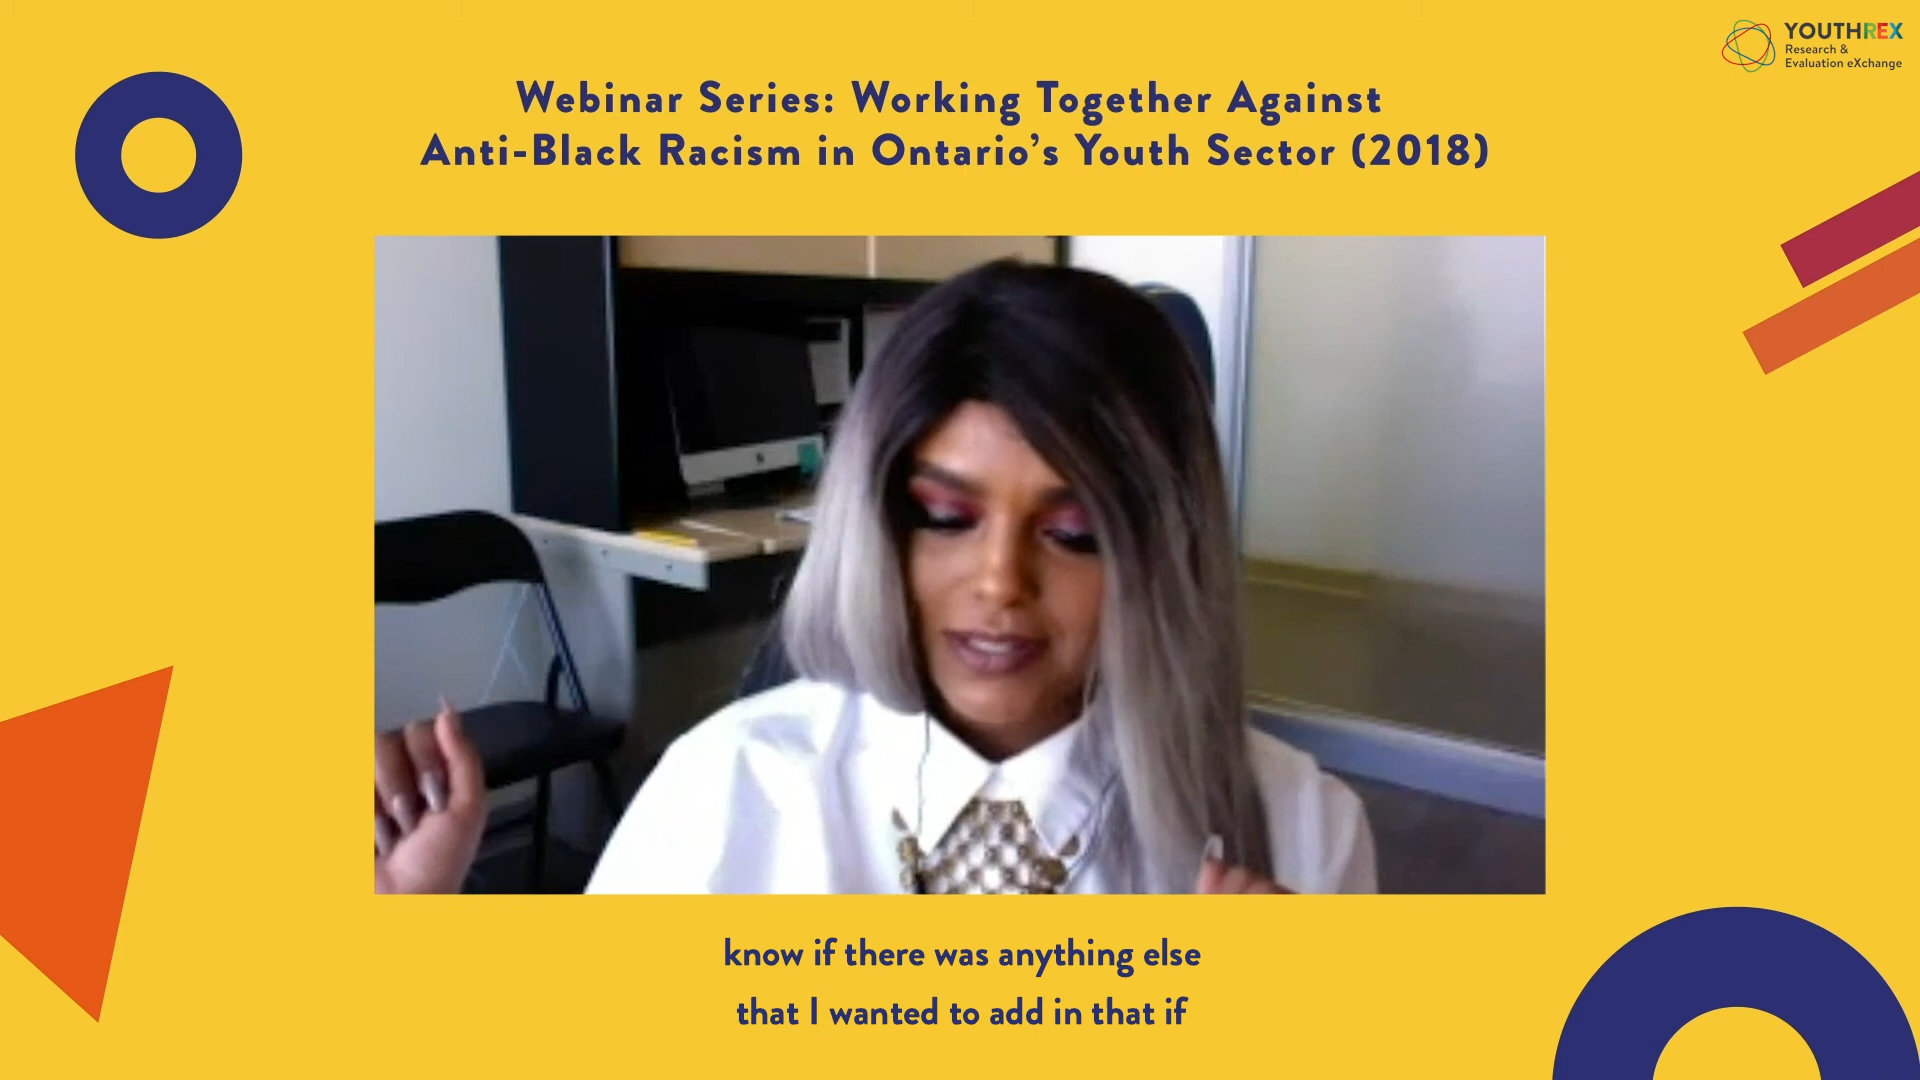 YOUTHREX
Research &
Evaluation eXchange
Webinar Series: Working Together Against
Anti-Black Racism in Ontario’s Youth Sector (2018)
know if there was anything else
that I wanted to add in that if